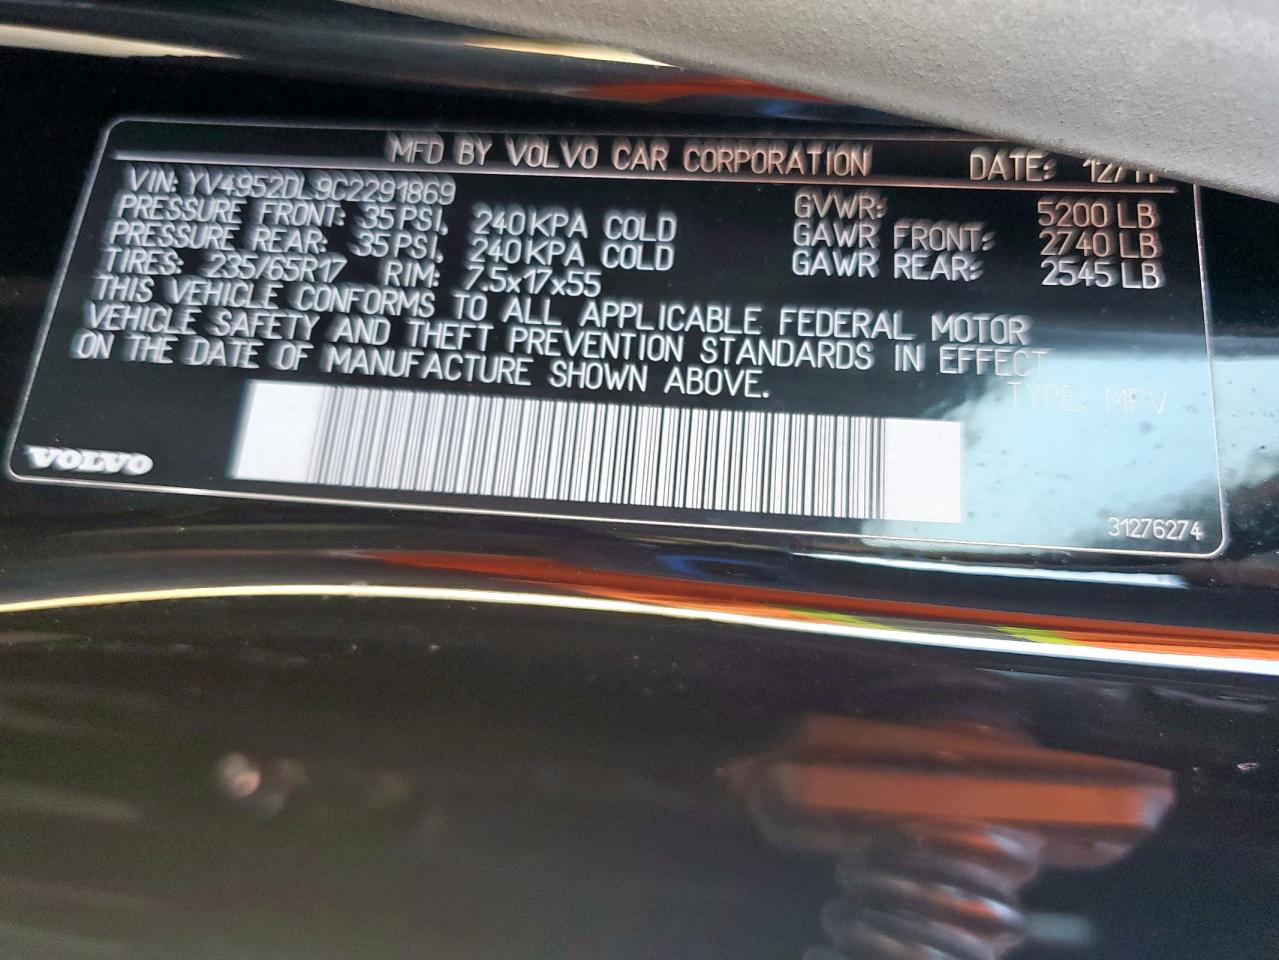 MFD BY VOLVO CAR CORPORATION DATE: 12/11
VIN: YV4952DL9C2291869 GVWR: 5200 LB
PRESSURE FRONT: 35 PSI, 240 KPA COLD GAWR FRONT: 2740 LB
PRESSURE REAR: 35 PSI, 240 KPA COLD GAWR REAR: 2545 LB
TIRES: 235/65R17 RIM: 7.5x17x55
THIS VEHICLE CONFORMS TO ALL APPLICABLE FEDERAL MOTOR
VEHICLE SAFETY AND THEFT PREVENTION STANDARDS IN EFFECT
ON THE DATE OF MANUFACTURE SHOWN ABOVE.
TYPE: MPV
VOLVO
31276274